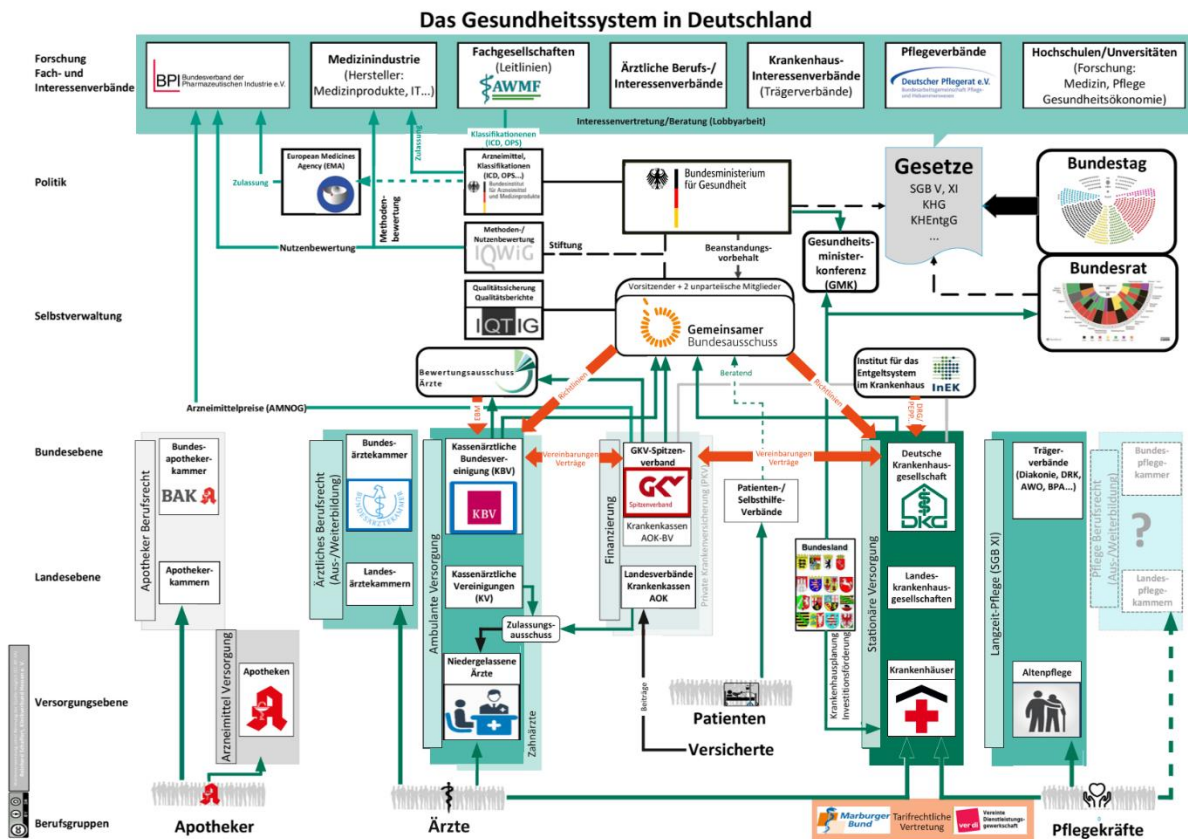 Das Gesundheitssystem in Deutschland
Forschung
Fach- und
Interessenverbände
BPI
Bundesverband der
Pharmazeutischen Industrie e.V.
Medizinindustrie
(Hersteller:
Medizinprodukte, IT...)
Fachgesellschaften
(Leitlinien)
AWMF
Ärztliche Berufs-/
Interessenverbände
Krankenhaus-
Interessenverbände
(Trägerverbände)
Pflegeverbände
Deutscher Pflegerat e.V.
Hochschulen/Unversitäten
(Forschung:
Medizin, Pflege
Gesundheitsökonomie)
Interessenvertretung/Beratung (Lobbyarbeit)
Klassifikationenen
(ICD, OPS)
Zulassung
Politik
European Medicines
Agency (EMA)
Zulassung
Arzneimittel,
Klassifikationen
(ICD, OPS...)
Bundesinstitut
für Arzneimittel
und Medizinprodukte
Bundesministerium
für Gesundheit
Gesetze
SGB V, XI
KHG
KHEntgG
...
Bundestag
Methoden-
bewertung
Nutzenbewertung
Methoden-/
Nutzenbewertung
IQWiG
Stiftung
Beanstandungs-
vorbehalt
Gesundheits-
minister-
konferenz
(GMK)
Bundesrat
Selbstverwaltung
Qualitätssicherung
Qualitätsberichte
IQTIG
Vorsitzender + 2 unparteiische Mitglieder
Gemeinsamer
Bundesausschuss
Bewertungsausschuss
Ärzte
EBM
Richtlinien
Beratend
Richtlinien
Institut für das
Entgeltsystem
im Krankenhaus
InEK
DRG/
PEPP
Arzneimittelpreise (AMNOG)
Bundesebene
Apotheker Berufsrecht
Bundes-
apotheker-
kammer
BAK
Ärztliches Berufsrecht
(Aus-/Weiterbildung)
Bundes-
ärztekammer
BUNDESÄRZTEKAMMER
Ambulante Versorgung
Kassenärztliche
Bundesver-
einigung (KBV)
KBV
Vereinbarungen
Verträge
Finanzierung
GKV-Spitzen-
verband
GKV
Spitzenverband
Krankenkassen
AOK-BV
Private Krankenversicherung (PKV)
Vereinbarungen
Verträge
Patienten-/
Selbsthilfe-
Verbände
Stationäre Versorgung
Deutsche
Krankenhaus-
gesellschaft
DKG
Langzeit-Pflege (SGB XI)
Träger-
verbände
(Diakonie, DRK,
AWO, BPA...)
Pflege Berufsrecht
(Aus-/Weiterbildung)
Bundes-
pflege-
kammer
?
Landesebene
Apotheker-
kammern
Landes-
ärztekammern
Kassenärztliche
Vereinigungen
(KV)
Zulassungs-
ausschuss
Landesverbände
Krankenkassen
AOK
Bundesland
Landes-
krankenhaus-
gesellschaften
Landes-
pflege-
kammern
Versorgungsebene
Arzneimittel Versorgung
Apotheken
Niedergelassene
Ärzte
Zahnärzte
Beiträge
Patienten
Versicherte
Krankenhausplanung
Investitionsförderung
Krankenhäuser
Altenpflege
Berufsgruppen
Apotheker
Ärzte
Marburger
Bund
Tarifrechtliche
Vertretung
ver.di
Vereinte
Dienstleistungs-
gewerkschaft
Pflegekräfte